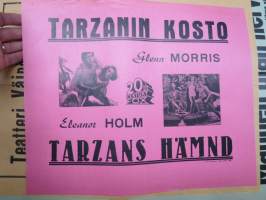 TARZANIN KOSTO
Glenn MORRIS
20th
CENTURY
FOX
Eleanor HOLM
TARZANS HÄMND
Teatteri